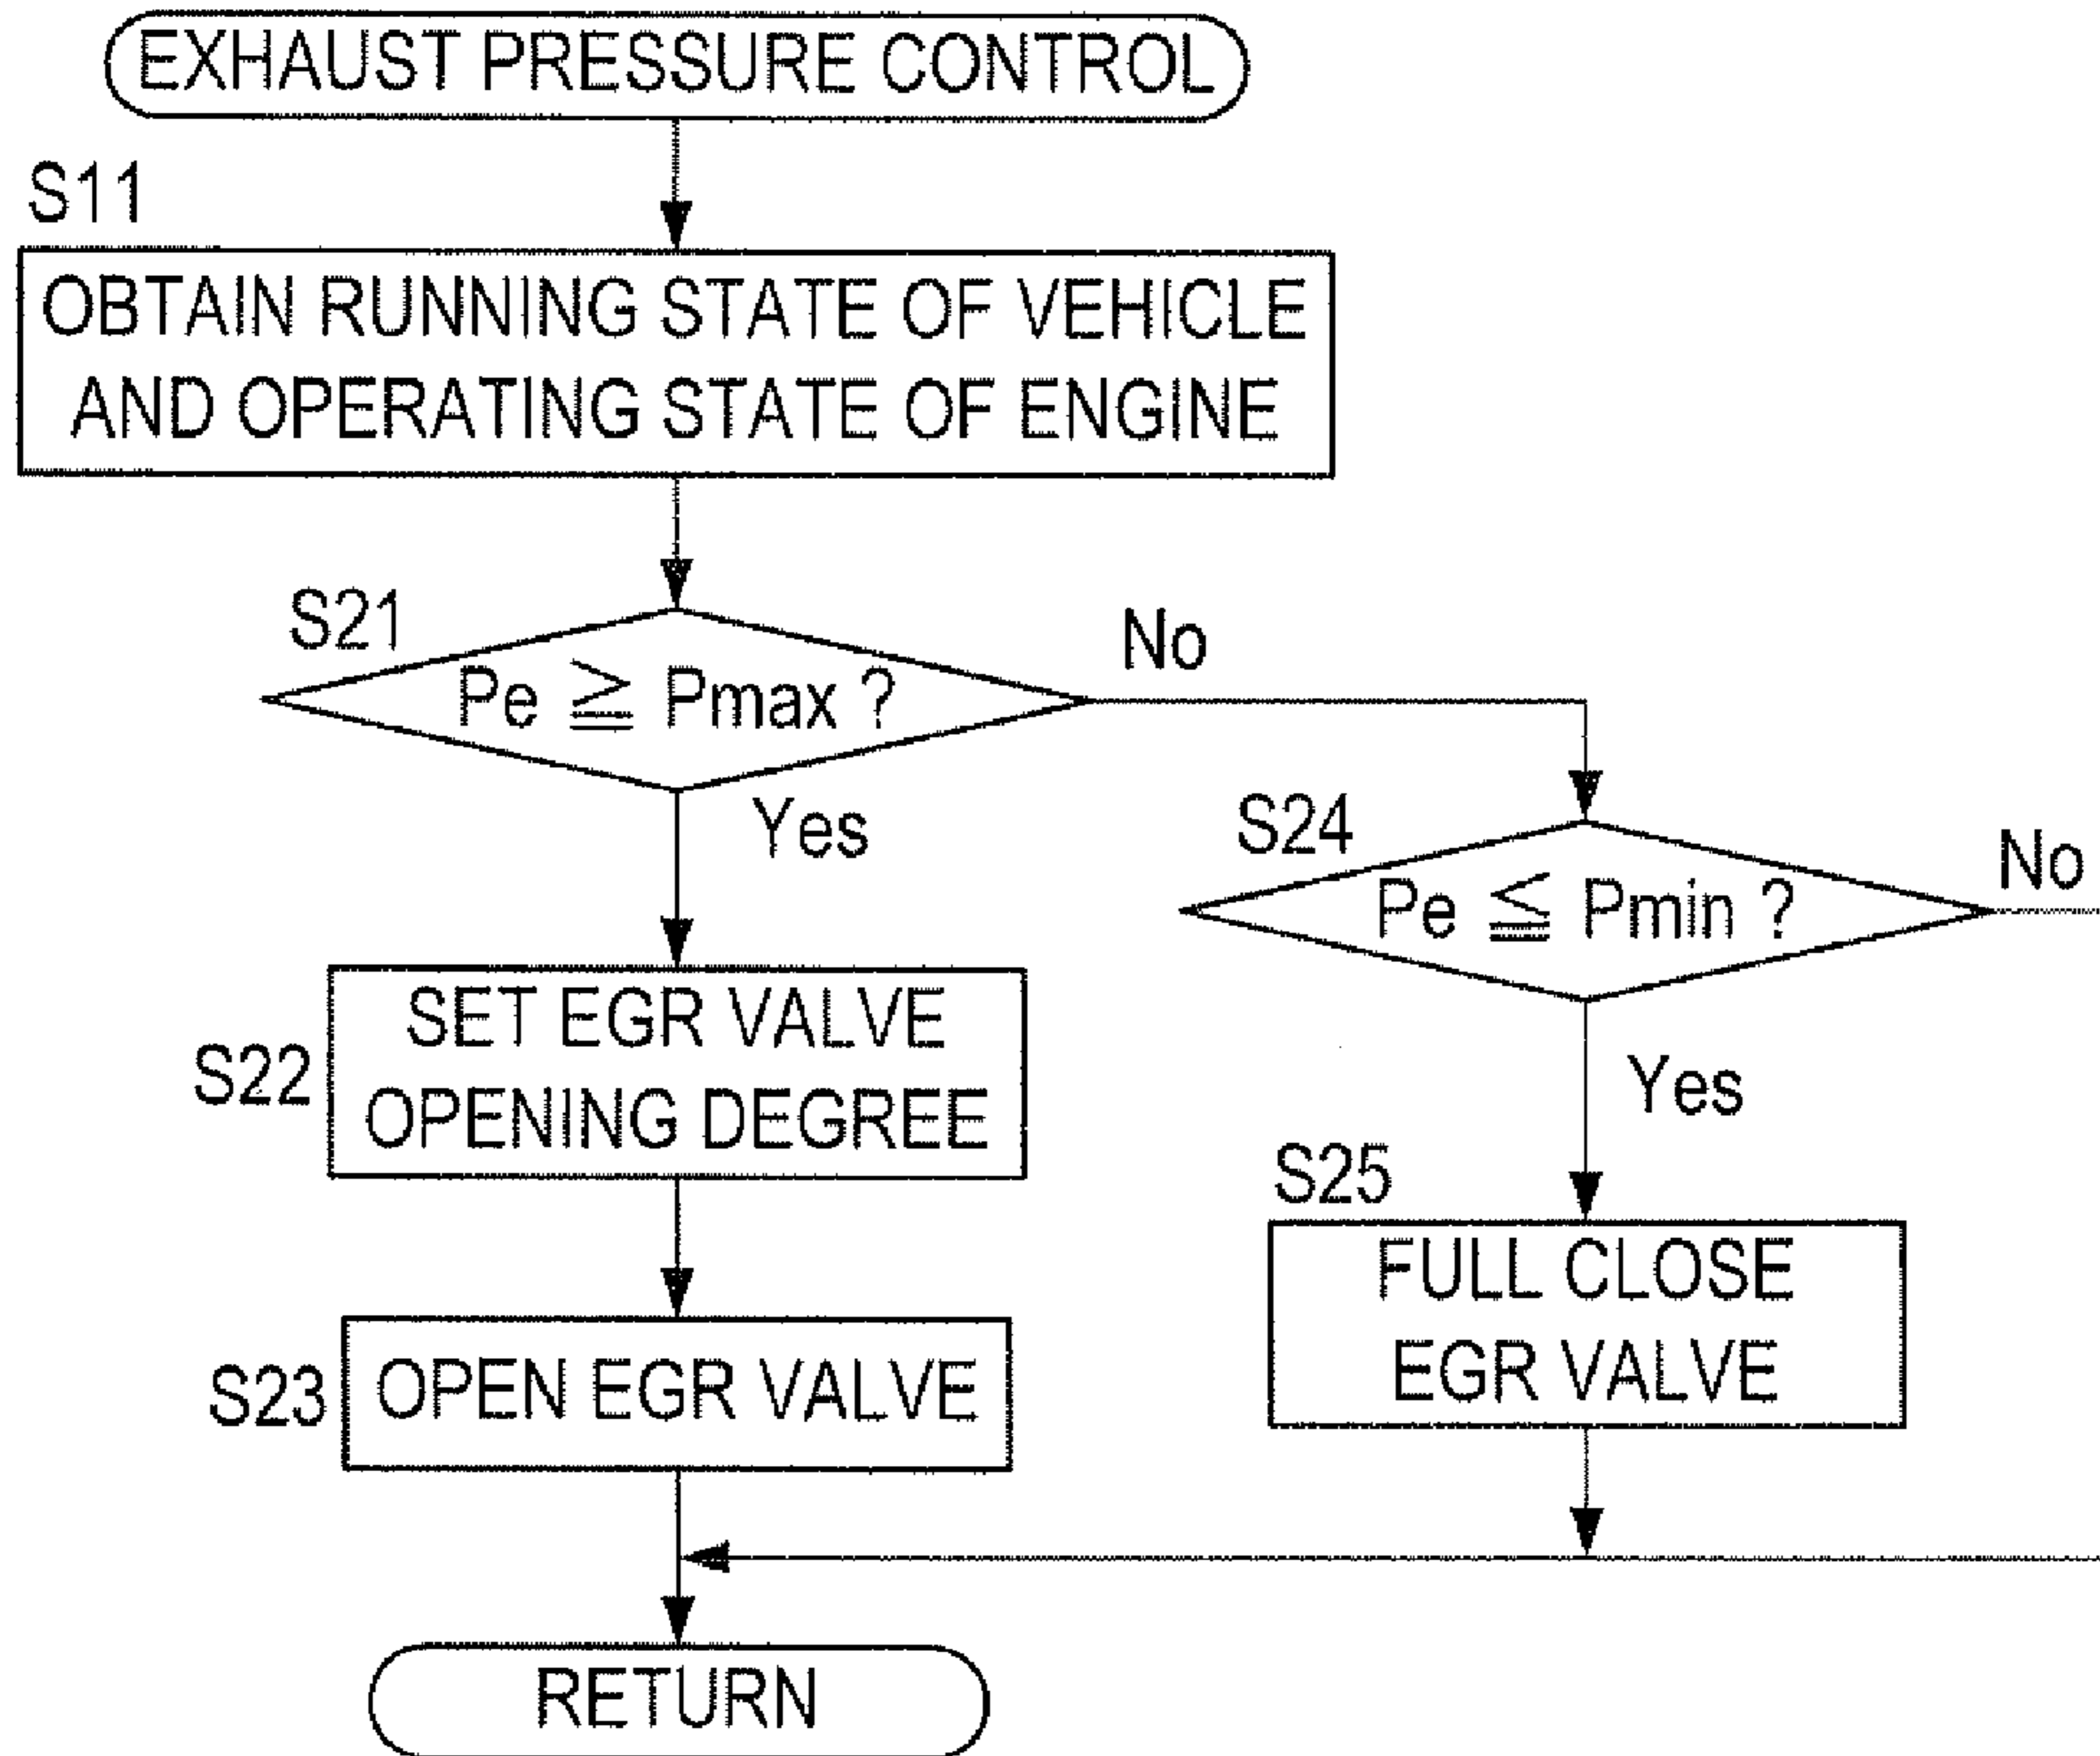 EXHAUST PRESSURE CONTROL
S11
OBTAIN RUNNING STATE OF VEHICLE
AND OPERATING STATE OF ENGINE
S21
Pe ≧ Pmax ?
No
Yes
S24
Pe ≦ Pmin ?
No
Yes
S22
SET EGR VALVE
OPENING DEGREE
S25
FULL CLOSE
EGR VALVE
S23
OPEN EGR VALVE
RETURN